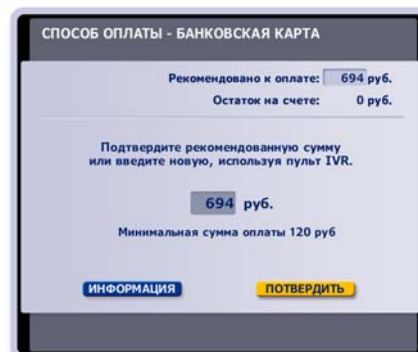 СПОСОБ ОПЛАТЫ - БАНКОВСКАЯ КАРТА
Рекомендовано к оплате: 694 руб.
Остаток на счете: 0 руб.
Подтвердите рекомендованную сумму
или введите новую, используя пульт IVR.
694 руб.
Минимальная сумма оплаты 120 руб
ИНФОРМАЦИЯ ПОТВЕРДИТЬ